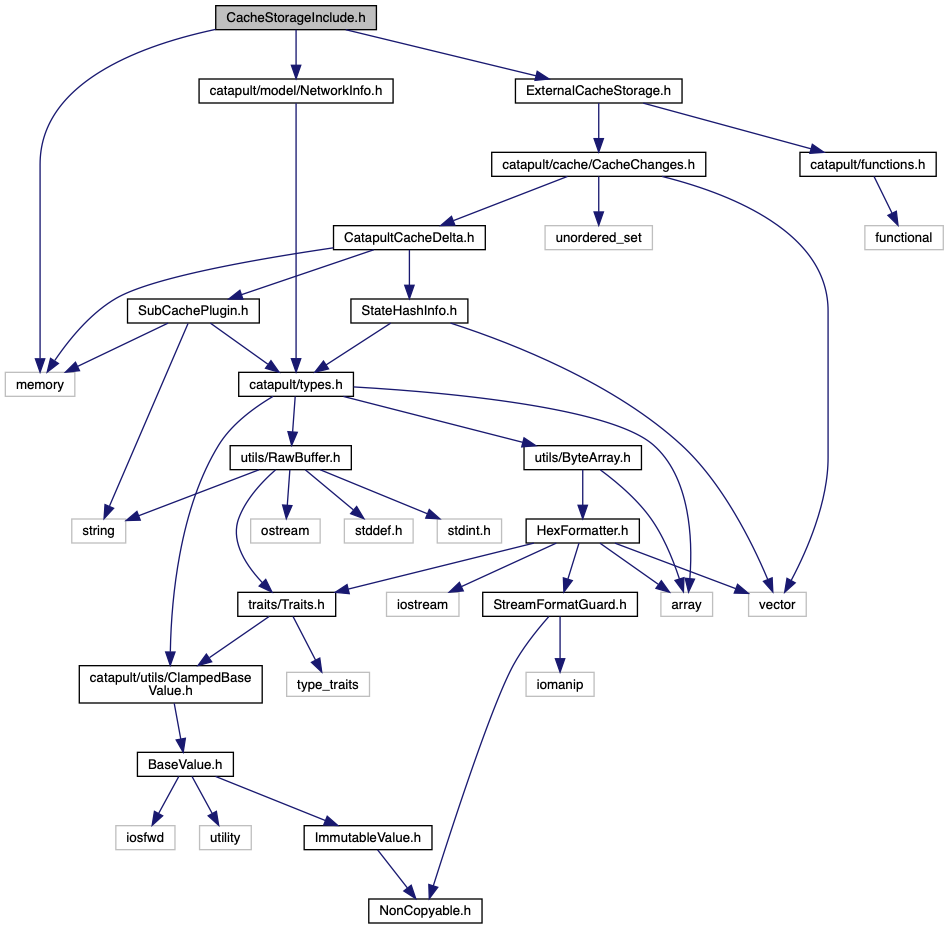 CacheStorageInclude.h
catapult/model/NetworkInfo.h
ExternalCacheStorage.h
catapult/cache/CacheChanges.h
catapult/functions.h
CatapultCacheDelta.h
unordered_set
functional
SubCachePlugin.h
StateHashInfo.h
memory
catapult/types.h
utils/RawBuffer.h
utils/ByteArray.h
string
ostream
stddef.h
stdint.h
HexFormatter.h
traits/Traits.h
iostream
StreamFormatGuard.h
array
vector
catapult/utils/ClampedBase
Value.h
type_traits
iomanip
BaseValue.h
iosfwd
utility
ImmutableValue.h
NonCopyable.h